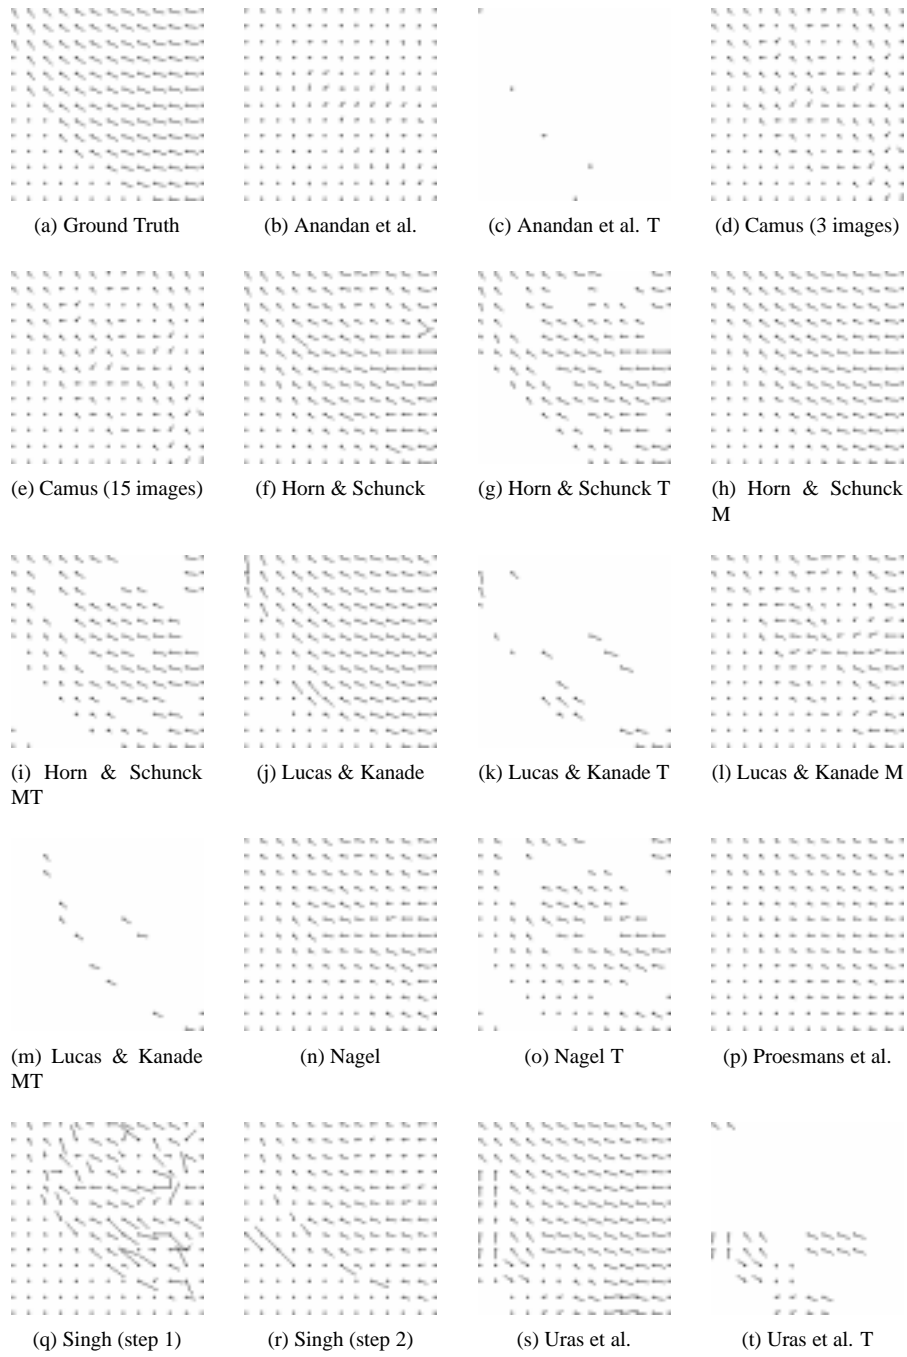 (a) Ground Truth
(b) Anandan et al.
(c) Anandan et al. T
(d) Camus (3 images)
(e) Camus (15 images)
(f) Horn & Schunck
(g) Horn & Schunck T
(h) Horn & Schunck
M
(i) Horn & Schunck
MT
(j) Lucas & Kanade
(k) Lucas & Kanade T
(l) Lucas & Kanade M
(m) Lucas & Kanade
MT
(n) Nagel
(o) Nagel T
(p) Proesmans et al.
(q) Singh (step 1)
(r) Singh (step 2)
(s) Uras et al.
(t) Uras et al. T